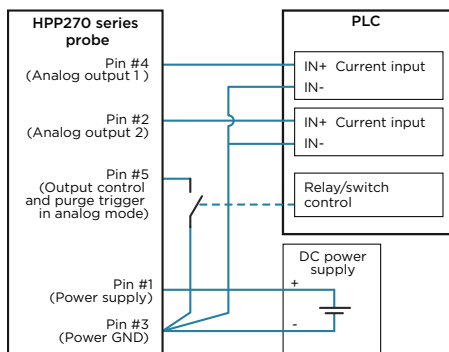 HPP270 series
probe
Pin #4
(Analog output 1 )
Pin #2
(Analog output 2)
Pin #5
(Output control
and purge trigger
in analog mode)
Pin #1
(Power supply)
Pin #3
(Power GND)
PLC
IN+ Current input
IN-
IN+ Current input
IN-
Relay/switch
control
DC power
supply
+
-